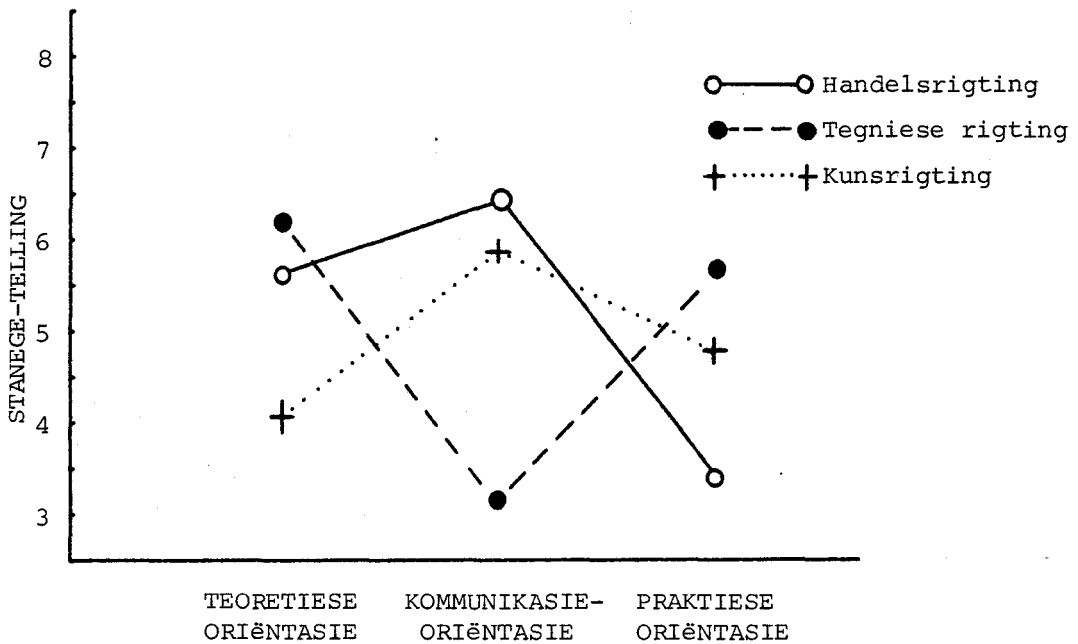 8
7
6
5
4
3
STANEGE-TELLING
Handelsrigting
Tegniese rigting
Kunsrigting
TEORETIESE
ORIëNTASIE
KOMMUNIKASIE-
ORIëNTASIE
PRAKTIESE
ORIëNTASIE